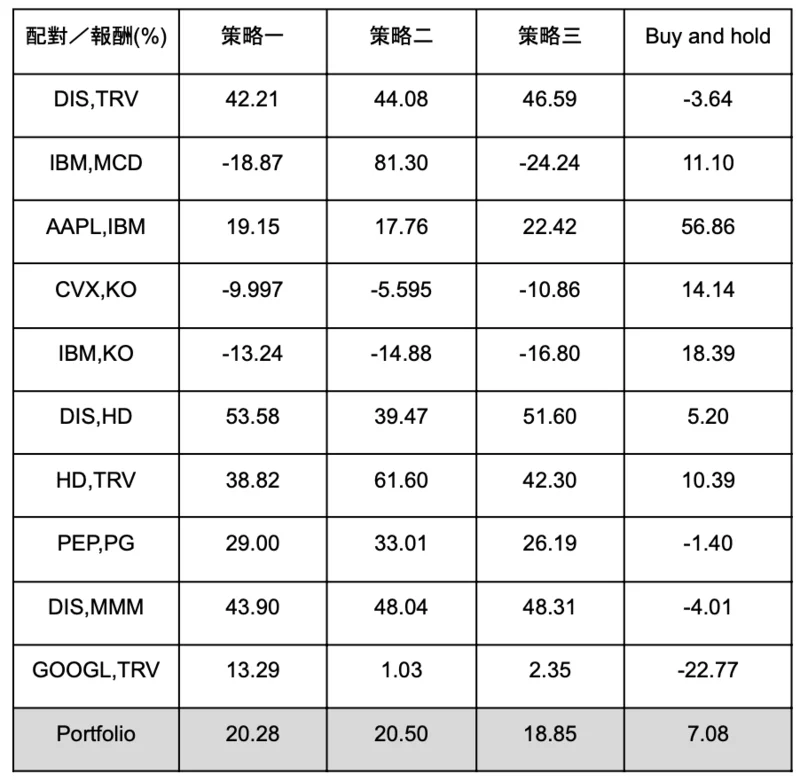 配對／報酬(%) 策略一 策略二 策略三 Buy and hold
DIS,TRV 42.21 44.08 46.59 -3.64
IBM,MCD -18.87 81.30 -24.24 11.10
AAPL,IBM 19.15 17.76 22.42 56.86
CVX,KO -9.997 -5.595 -10.86 14.14
IBM,KO -13.24 -14.88 -16.80 18.39
DIS,HD 53.58 39.47 51.60 5.20
HD,TRV 38.82 61.60 42.30 10.39
PEP,PG 29.00 33.01 26.19 -1.40
DIS,MMM 43.90 48.04 48.31 -4.01
GOOGL,TRV 13.29 1.03 2.35 -22.77
Portfolio 20.28 20.50 18.85 7.08